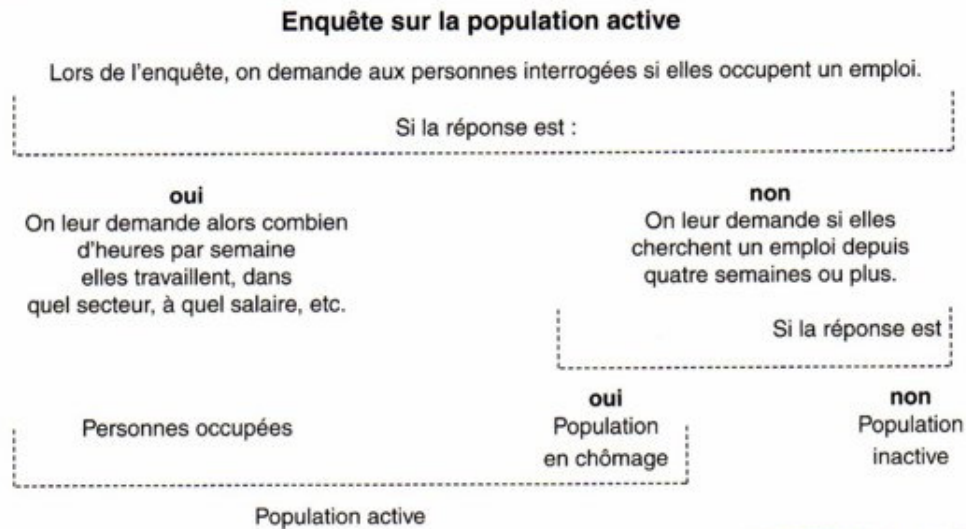 Enquête sur la population active
Lors de l'enquête, on demande aux personnes interrogées si elles occupent un emploi.
Si la réponse est :
oui
On leur demande alors combien
d'heures par semaine
elles travaillent, dans
quel secteur, à quel salaire, etc.
non
On leur demande si elles
cherchent un emploi depuis
quatre semaines ou plus.
Si la réponse est
Personnes occupées
oui
Population
en chômage
non
Population
inactive
Population active